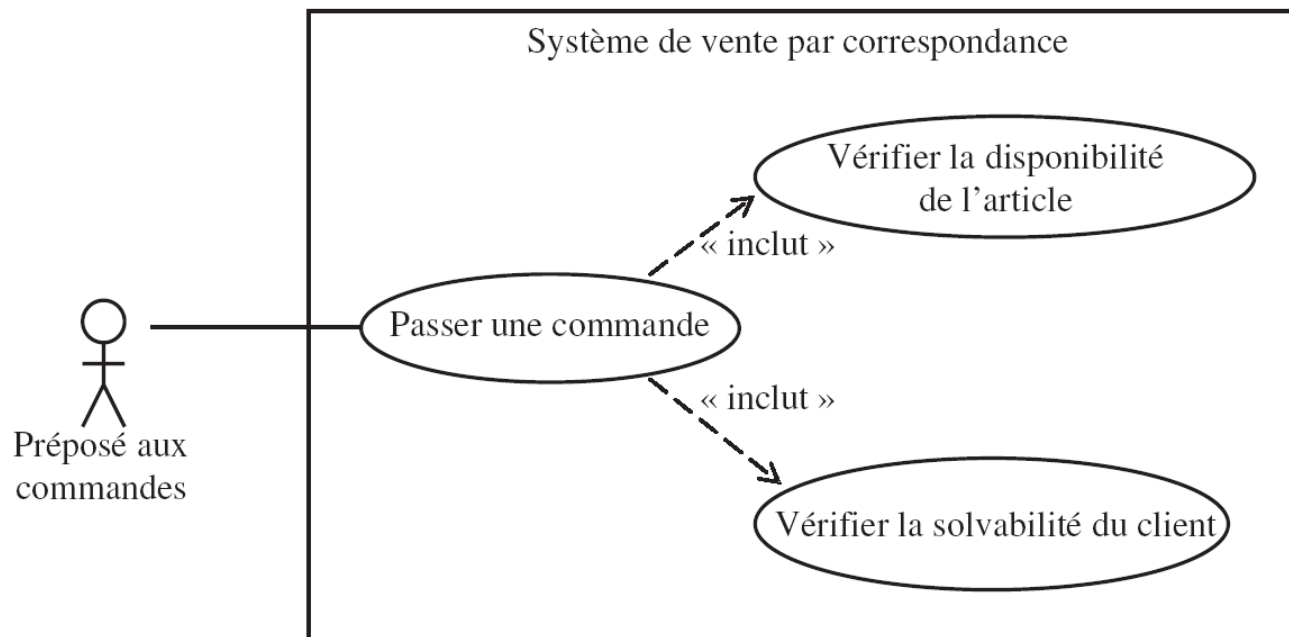 Système de vente par correspondance
Vérifier la disponibilité
de l’article
« inclut »
Passer une commande
« inclut »
Préposé aux
commandes
Vérifier la solvabilité du client